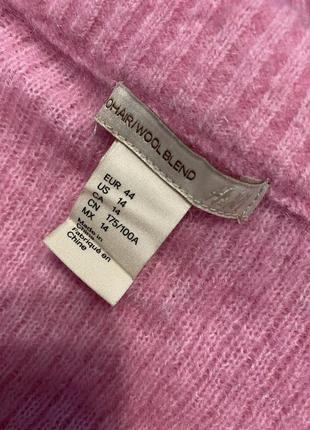 OHAIR/WOOL BLEND
EUR 44
US 14
CA 14
CN 175/100A
MX 14
Made in
China
Fabriqué en
Chine